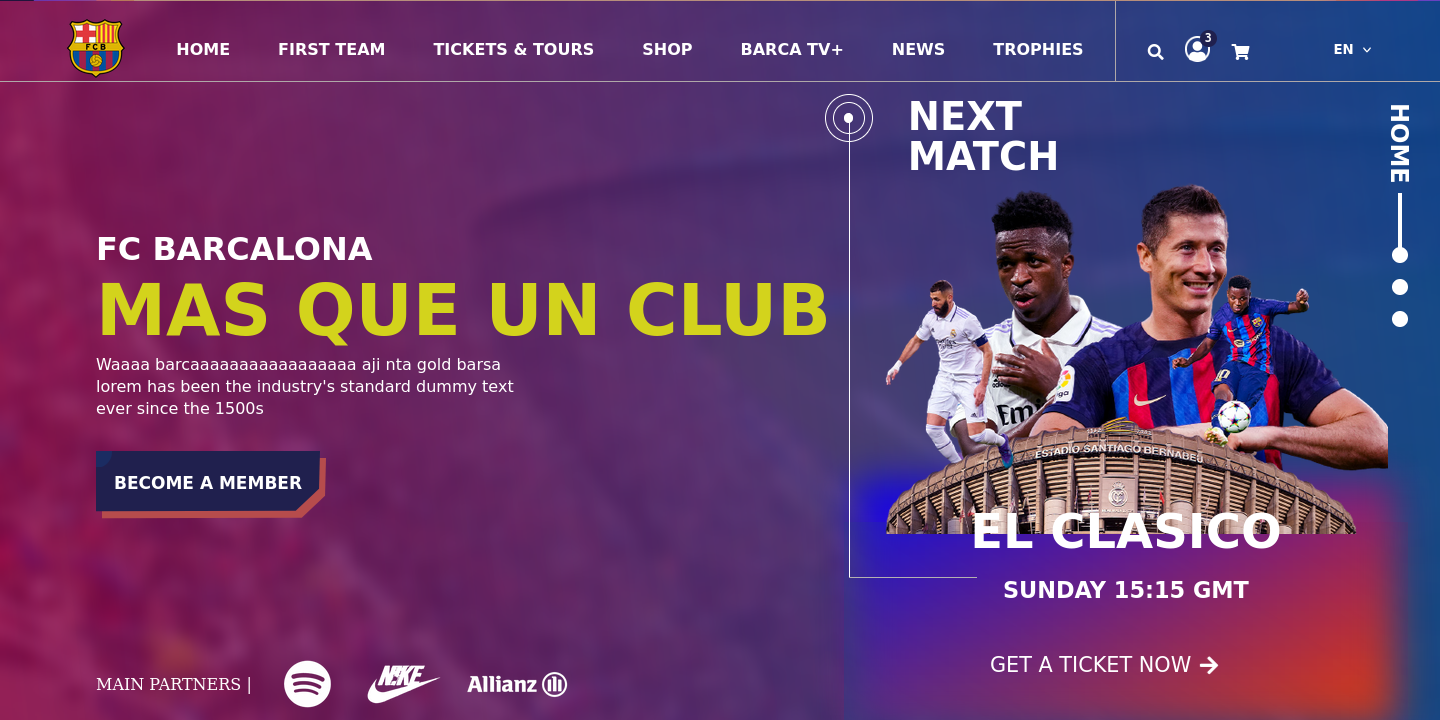 FCB
HOME
FIRST TEAM
TICKETS & TOURS
SHOP
BARCA TV+
NEWS
TROPHIES
3
EN
NEXT
MATCH
HOME
FC BARCALONA
MAS QUE UN CLUB
Waaaa barcaaaaaaaaaaaaaaaaa aji nta gold barsa
lorem has been the industry's standard dummy text
ever since the 1500s
BECOME A MEMBER
ESTADIO SANTIAGO BERNABEU
EL CLASICO
SUNDAY 15:15 GMT
GET A TICKET NOW
MAIN PARTNERS |
NIKE
Allianz